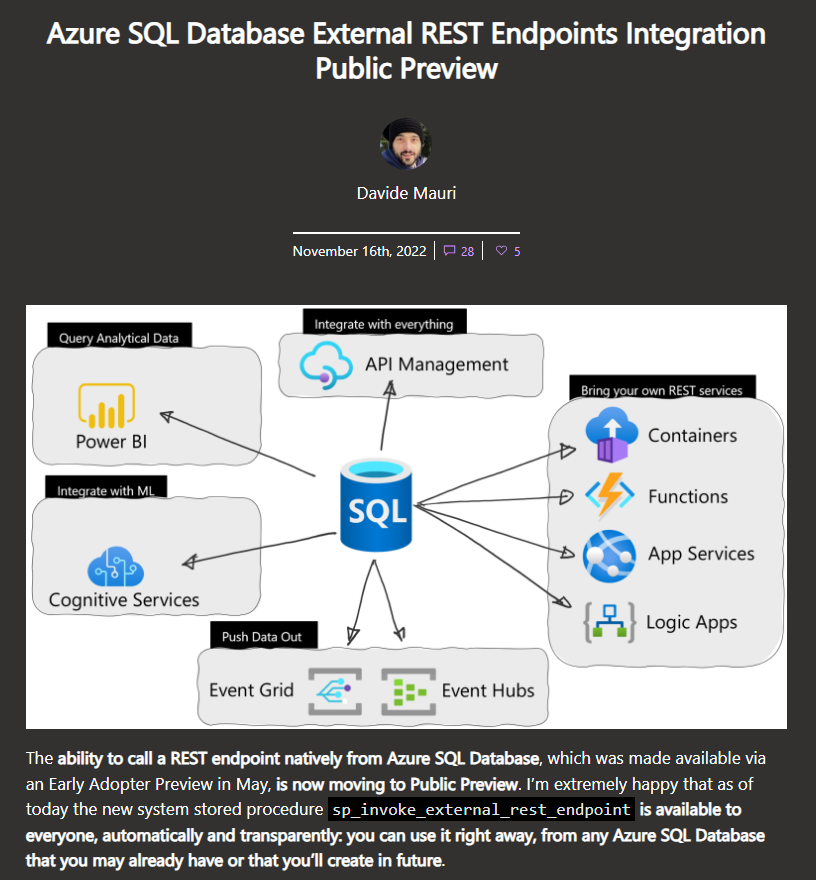 Azure SQL Database External REST Endpoints Integration
Public Preview
Davide Mauri
November 16th, 2022 28 5
Query Analytical Data
Power BI
Integrate with everything
API Management
Bring your own REST services
Containers
Functions
App Services
Logic Apps
Integrate with ML
Cognitive Services
SQL
Push Data Out
Event Grid
Event Hubs
The ability to call a REST endpoint natively from Azure SQL Database, which was made available via
an Early Adopter Preview in May, is now moving to Public Preview. I’m extremely happy that as of
today the new system stored procedure sp_invoke_external_rest_endpoint is available to
everyone, automatically and transparently: you can use it right away, from any Azure SQL Database
that you may already have or that you’ll create in future.